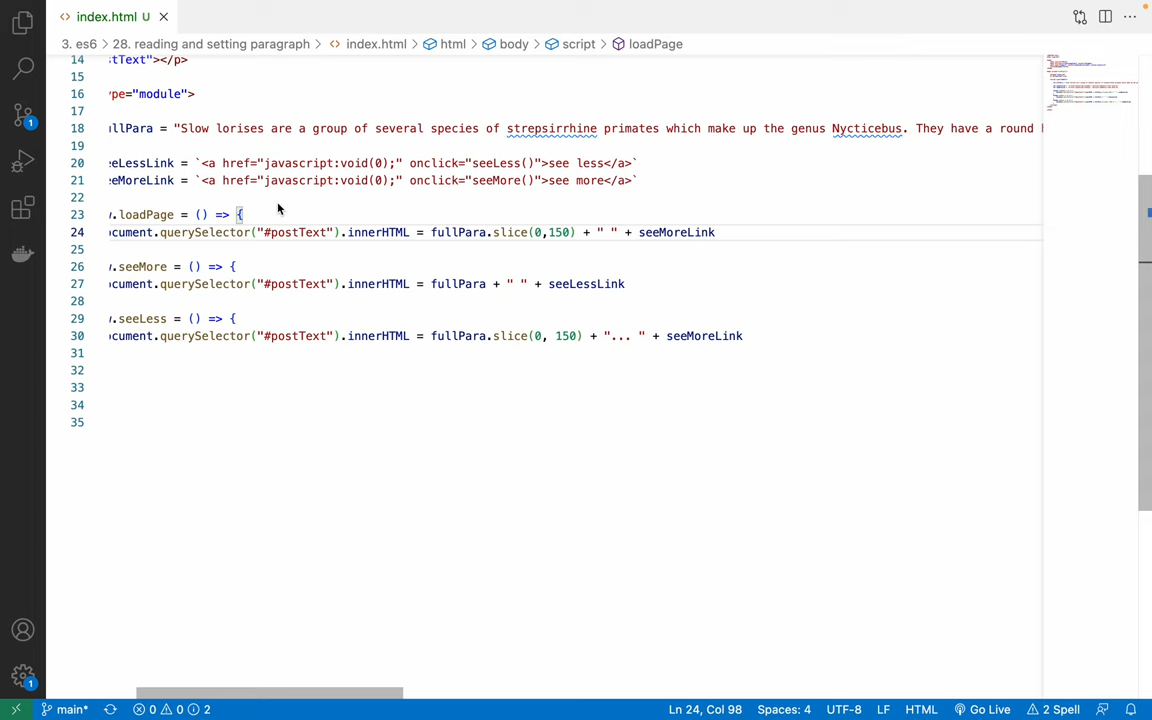 index.html U
3. es6 > 28. reading and setting paragraph > index.html > html > body > script > loadPage
14 tText"></p>
15
16 ype="module">
17
18 llPara = "Slow lorises are a group of several species of strepsirrhine primates which make up the genus Nycticebus. They have a round
19
20 eeLessLink = `<a href="javascript:void(0);" onclick="seeLess()">see less</a>`
21 eeMoreLink = `<a href="javascript:void(0);" onclick="seeMore()">see more</a>`
22
23 .loadPage = () => {
24 cument.querySelector("#postText").innerHTML = fullPara.slice(0,150) + " " + seeMoreLink
25
26 .seeMore = () => {
27 cument.querySelector("#postText").innerHTML = fullPara + " " + seeLessLink
28
29 .seeLess = () => {
30 cument.querySelector("#postText").innerHTML = fullPara.slice(0, 150) + "... " + seeMoreLink
31
32
33
34
35
1
1
main* 0 0 2 Ln 24, Col 98 Spaces: 4 UTF-8 LF HTML Go Live 2 Spell